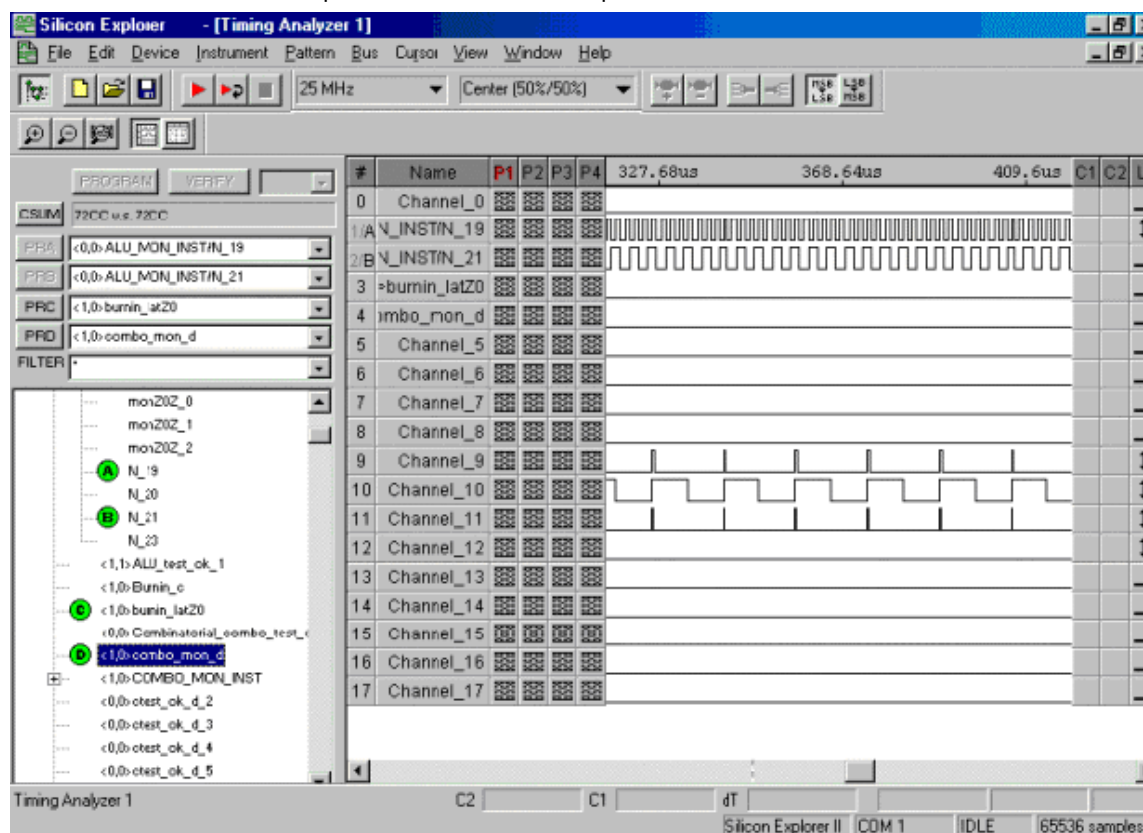 Silicon Explorer - [Timing Analyzer 1]
File Edit Device Instrument Pattern Bus Cursor View Window Help
25 MHz Center (50%/50%) MSB LSB LSB MSB
PROGRAM VERIFY
CSUM 72CC v.s. 72CC
PRA <0,0>ALU_MON_INST/N_19
PRB <0,0>ALU_MON_INST/N_21
PRC <1,0>burnin_latZ0
PRD <1,0>combo_mon_d
FILTER *
monZ0Z_0
monZ0Z_1
monZ0Z_2
A N_19
N_20
B N_21
N_23
<1,1>ALU_test_ok_1
<1,0>Burnin_c
C <1,0>burnin_latZ0
<0,0>Combinatorial_combo_test_
D <1,0>combo_mon_d
<1,0>COMBO_MON_INST
<0,0>ctest_ok_d_2
<0,0>ctest_ok_d_3
<0,0>ctest_ok_d_4
<0,0>ctest_ok_d_5
# Name P1 P2 P3 P4 327.68us 368.64us 409.6us C1 C2
0 Channel_0
1/A N_INST/N_19
2/B N_INST/N_21
3 >burnin_latZ0
4 ombo_mon_d
5 Channel_5
6 Channel_6
7 Channel_7
8 Channel_8
9 Channel_9
10 Channel_10
11 Channel_11
12 Channel_12
13 Channel_13
14 Channel_14
15 Channel_15
16 Channel_16
17 Channel_17
Timing Analyzer 1 C2 C1 dT
Silicon Explorer II COM 1 IDLE 65536 samples